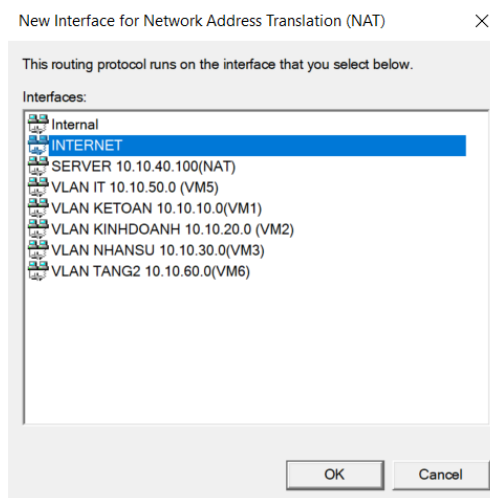 New Interface for Network Address Translation (NAT)
This routing protocol runs on the interface that you select below.
Interfaces:
Internal
INTERNET
SERVER 10.10.40.100(NAT)
VLAN IT 10.10.50.0 (VM5)
VLAN KETOAN 10.10.10.0(VM1)
VLAN KINHDOANH 10.10.20.0 (VM2)
VLAN NHANSU 10.10.30.0(VM3)
VLAN TANG2 10.10.60.0(VM6)
OK Cancel